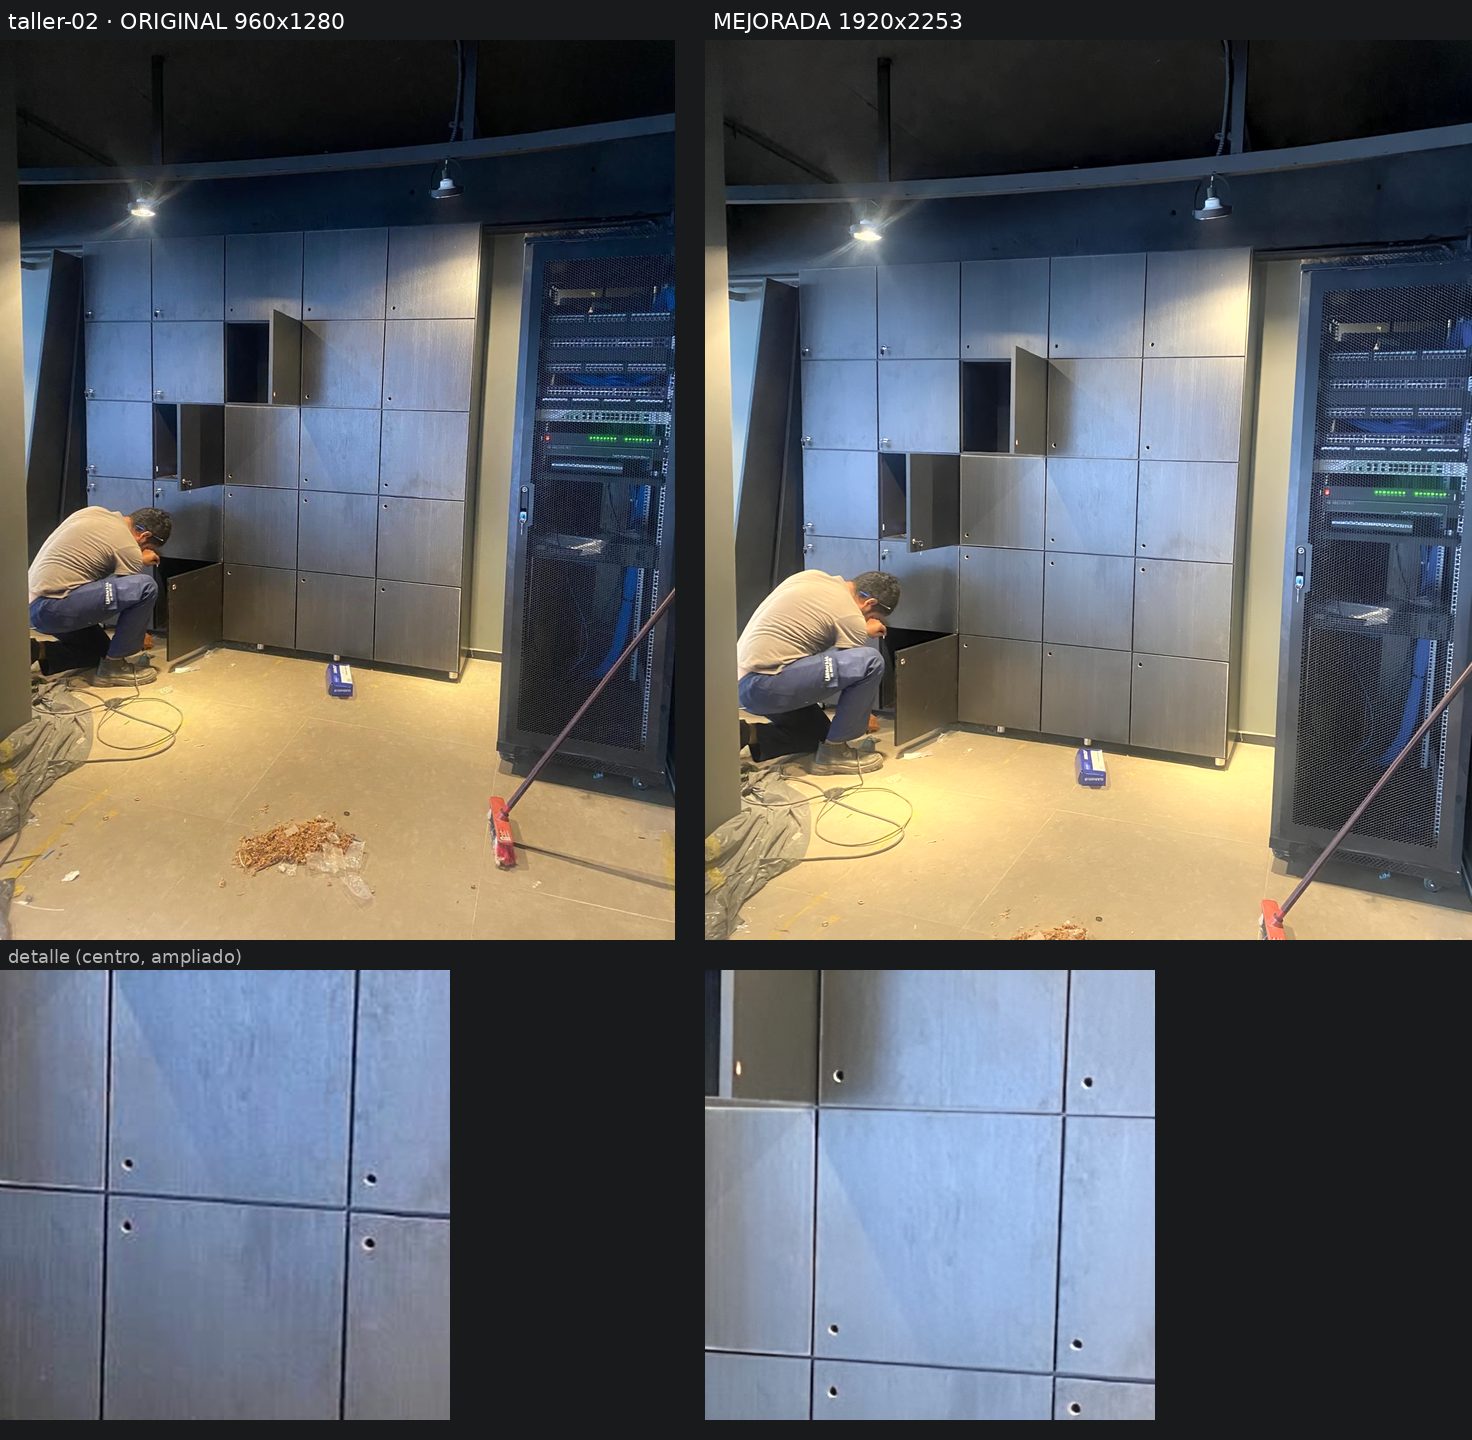 taller-02 · ORIGINAL 960x1280
MEJORADA 1920x2253
detalle (centro, ampliado)